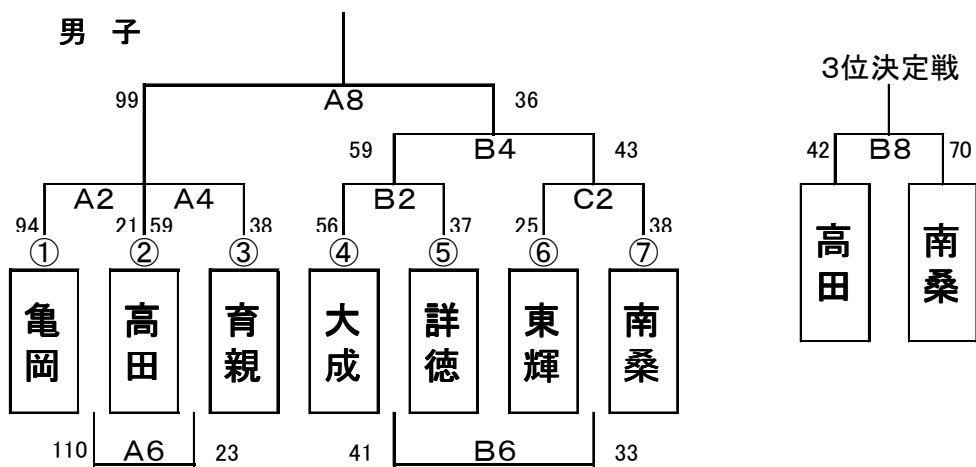 男 子
3位決定戦
99 A8 36
59 B4 43
42 B8 70
A2 A4 B2 C2
94 21 59 38 56 37 25 38
① ② ③ ④ ⑤ ⑥ ⑦
亀岡 高田 育親 大成 詳徳 東輝 南桑
高田 南桑
110 A6 23 41 B6 33